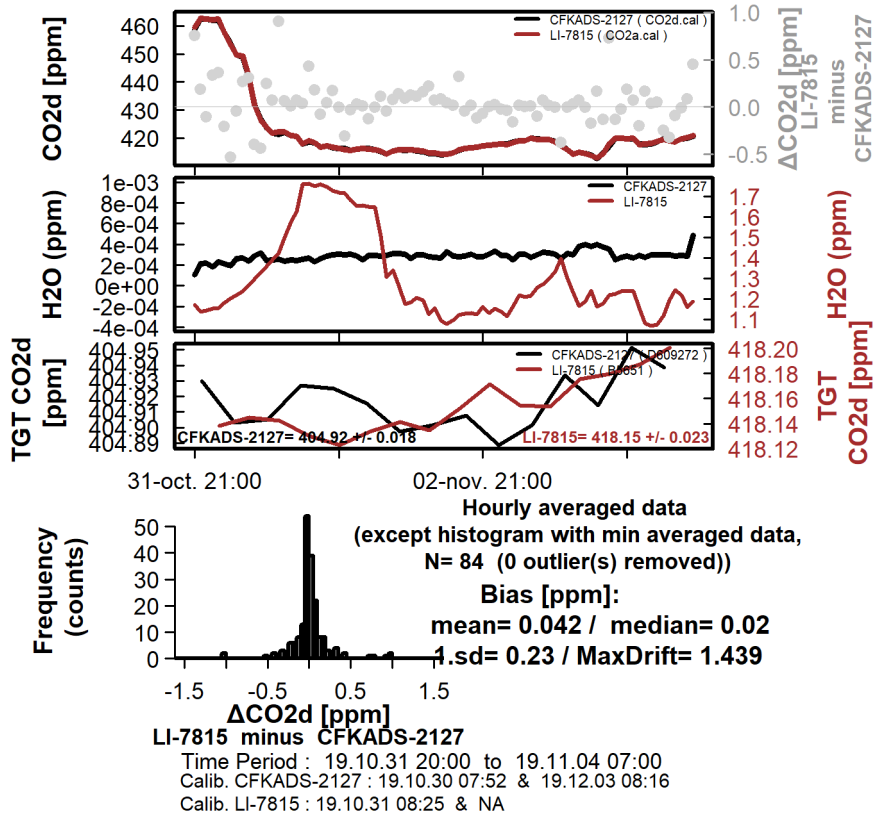 CO2d [ppm]
460
450
440
430
420
CFKADS-2127 ( CO2d.cal )
LI-7815 ( CO2a.cal )
1.0
0.5
0.0
-0.5
ΔCO2d [ppm]
LI-7815
minus
CFKADS-2127
H2O (ppm)
1e-03
8e-04
6e-04
4e-04
2e-04
0e+00
-2e-04
-4e-04
CFKADS-2127
LI-7815
1.7
1.6
1.5
1.4
1.3
1.2
1.1
H2O (ppm)
TGT CO2d
[ppm]
404.95
404.93
404.91
404.90
404.89
CFKADS-2127 ( D609272 )
LI-7815 ( )
CFKADS-2127= 404.92 +/- 0.018
LI-7815= 418.15 +/- 0.023
418.20
418.18
418.16
418.14
418.12
TGT
CO2d [ppm]
31-oct. 21:00
02-nov. 21:00
Frequency
(counts)
50
40
30
20
10
0
-1.5
-0.5
0.5
1.5
ΔCO2d [ppm]
LI-7815 minus CFKADS-2127
Hourly averaged data
(except histogram with min averaged data,
N= 84 (0 outlier(s) removed))
Bias [ppm]:
mean= 0.042 / median= 0.02
1.sd= 0.23 / MaxDrift= 1.439
Time Period : 19.10.31 20:00 to 19.11.04 07:00
Calib. CFKADS-2127 : 19.10.30 07:52 & 19.12.03 08:16
Calib. LI-7815 : 19.10.31 08:25 & NA